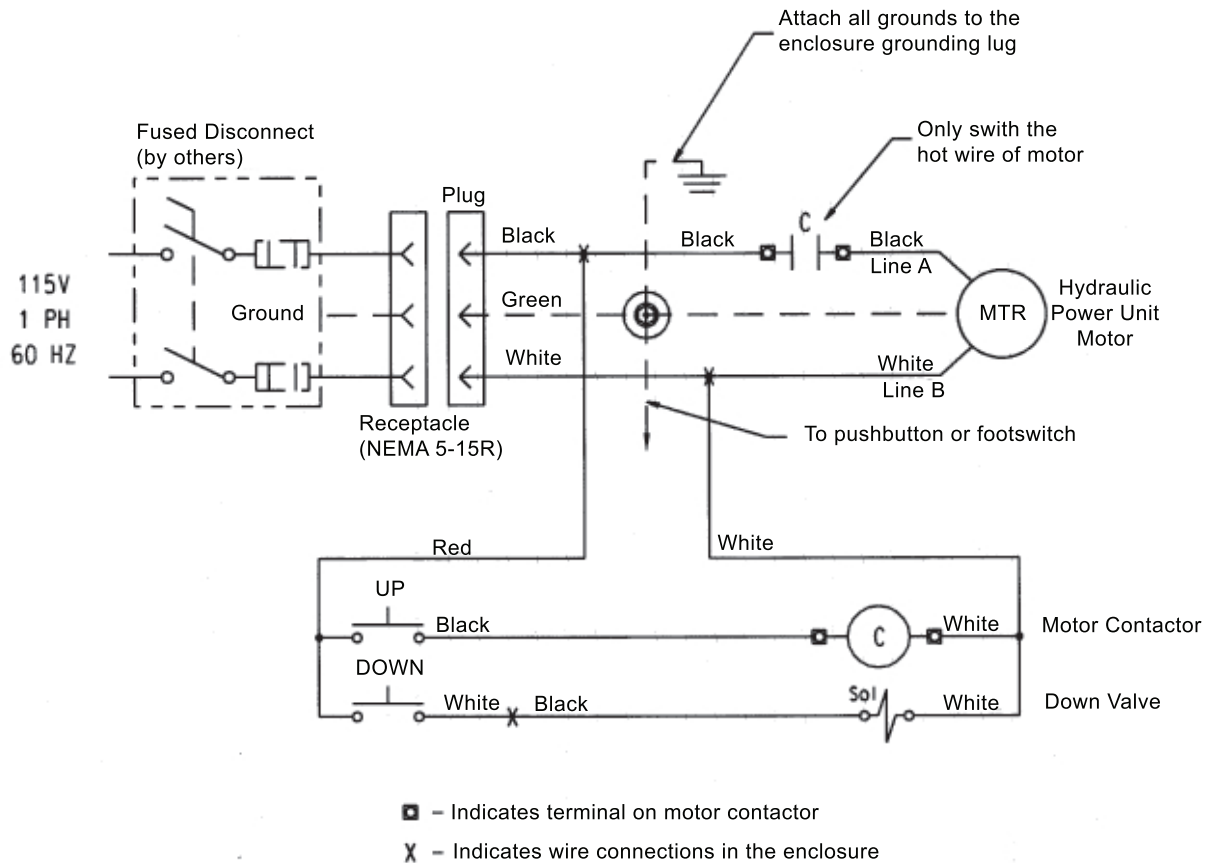 Attach all grounds to the
enclosure grounding lug
Fused Disconnect
(by others)
Only swith the
hot wire of motor
Plug
C
Black
Black
Black
Line A
115V
1 PH
60 HZ
Ground
Green
MTR
Hydraulic
Power Unit
Motor
White
White
Line B
Receptacle
(NEMA 5-15R)
To pushbutton or footswitch
Red
White
UP
Black
C
White
Motor Contactor
DOWN
White
Black
Sol
White
Down Valve
– Indicates terminal on motor contactor
X – Indicates wire connections in the enclosure